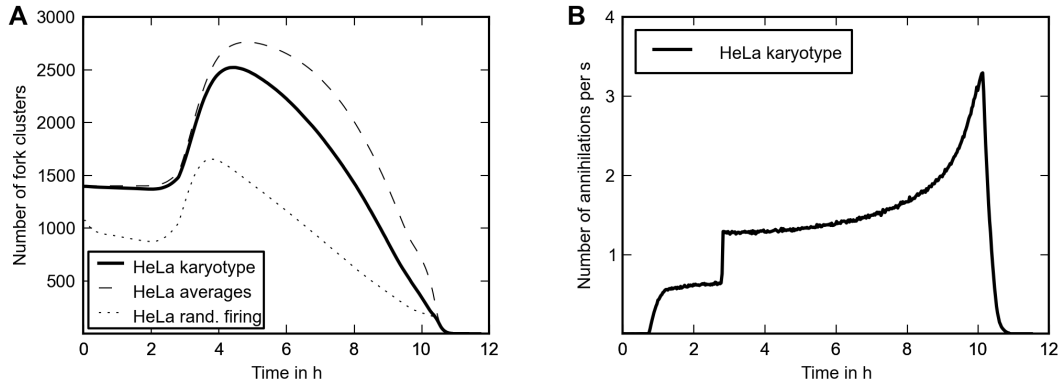 A
3000
2500
2000
1500
1000
500
Number of fork clusters
HeLa karyotype
HeLa averages
HeLa rand. firing
0 2 4 6 8 10 12
Time in h
B
4
3
2
1
Number of annihilations per s
HeLa karyotype
0 2 4 6 8 10 12
Time in h